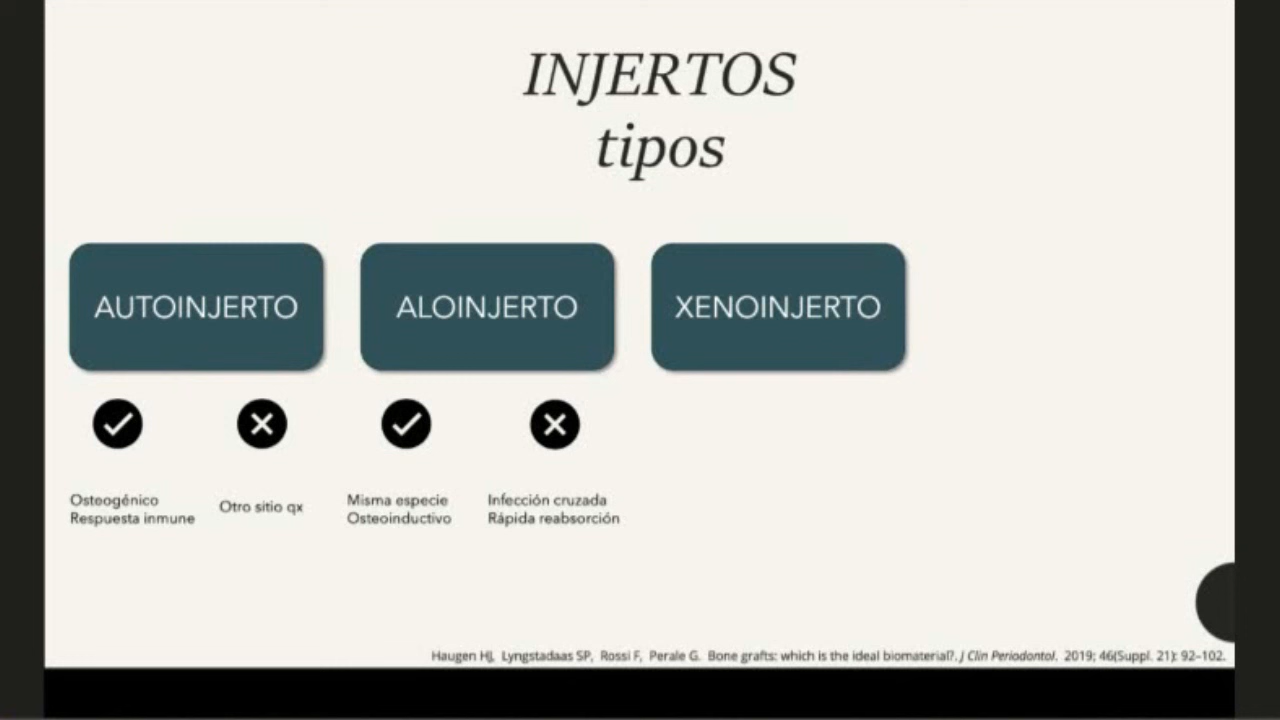 INJERTOS
tipos
AUTOINJERTO
ALOINJERTO
XENOINJERTO
Osteogénico
Respuesta inmune
Otro sitio qx
Misma especie
Osteoinductivo
Infección cruzada
Rápida reabsorción
Haugen HJ, Lyngstadaas SP, Rossi F, Perale G. Bone grafts: which is the ideal biomaterial?. J Clin Periodontol. 2019; 46(Suppl. 21): 92–102.